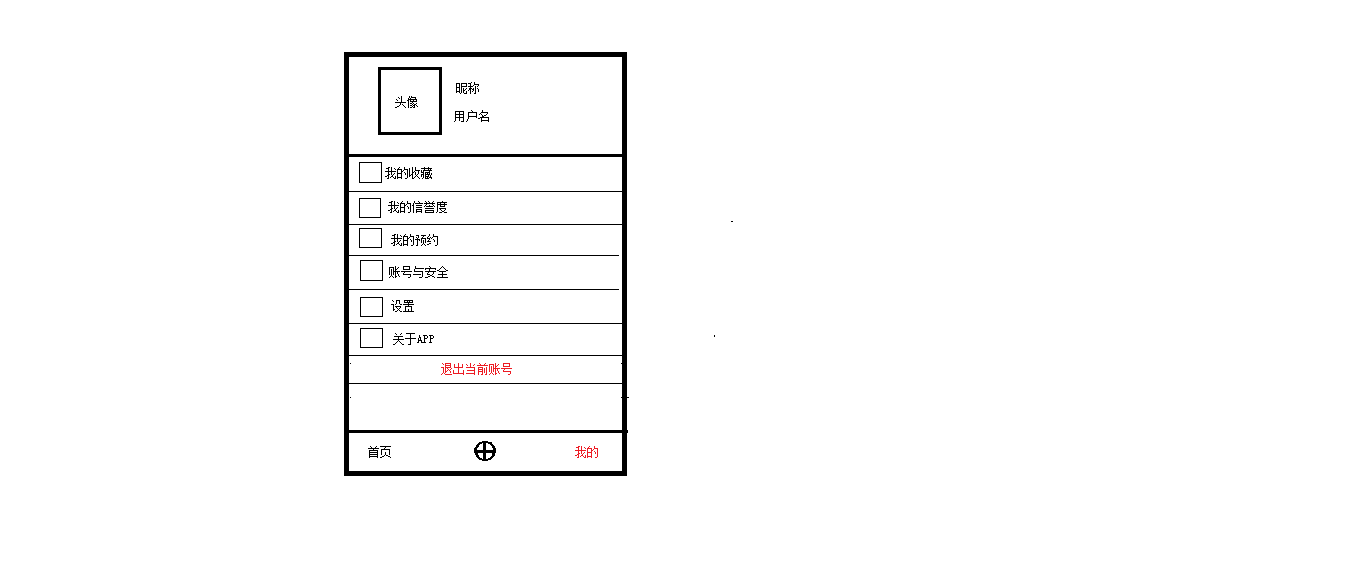 头像
昵称
用户名
我的收藏
我的信誉度
我的预约
账号与安全
设置
关于APP
退出当前账号
首页
我的